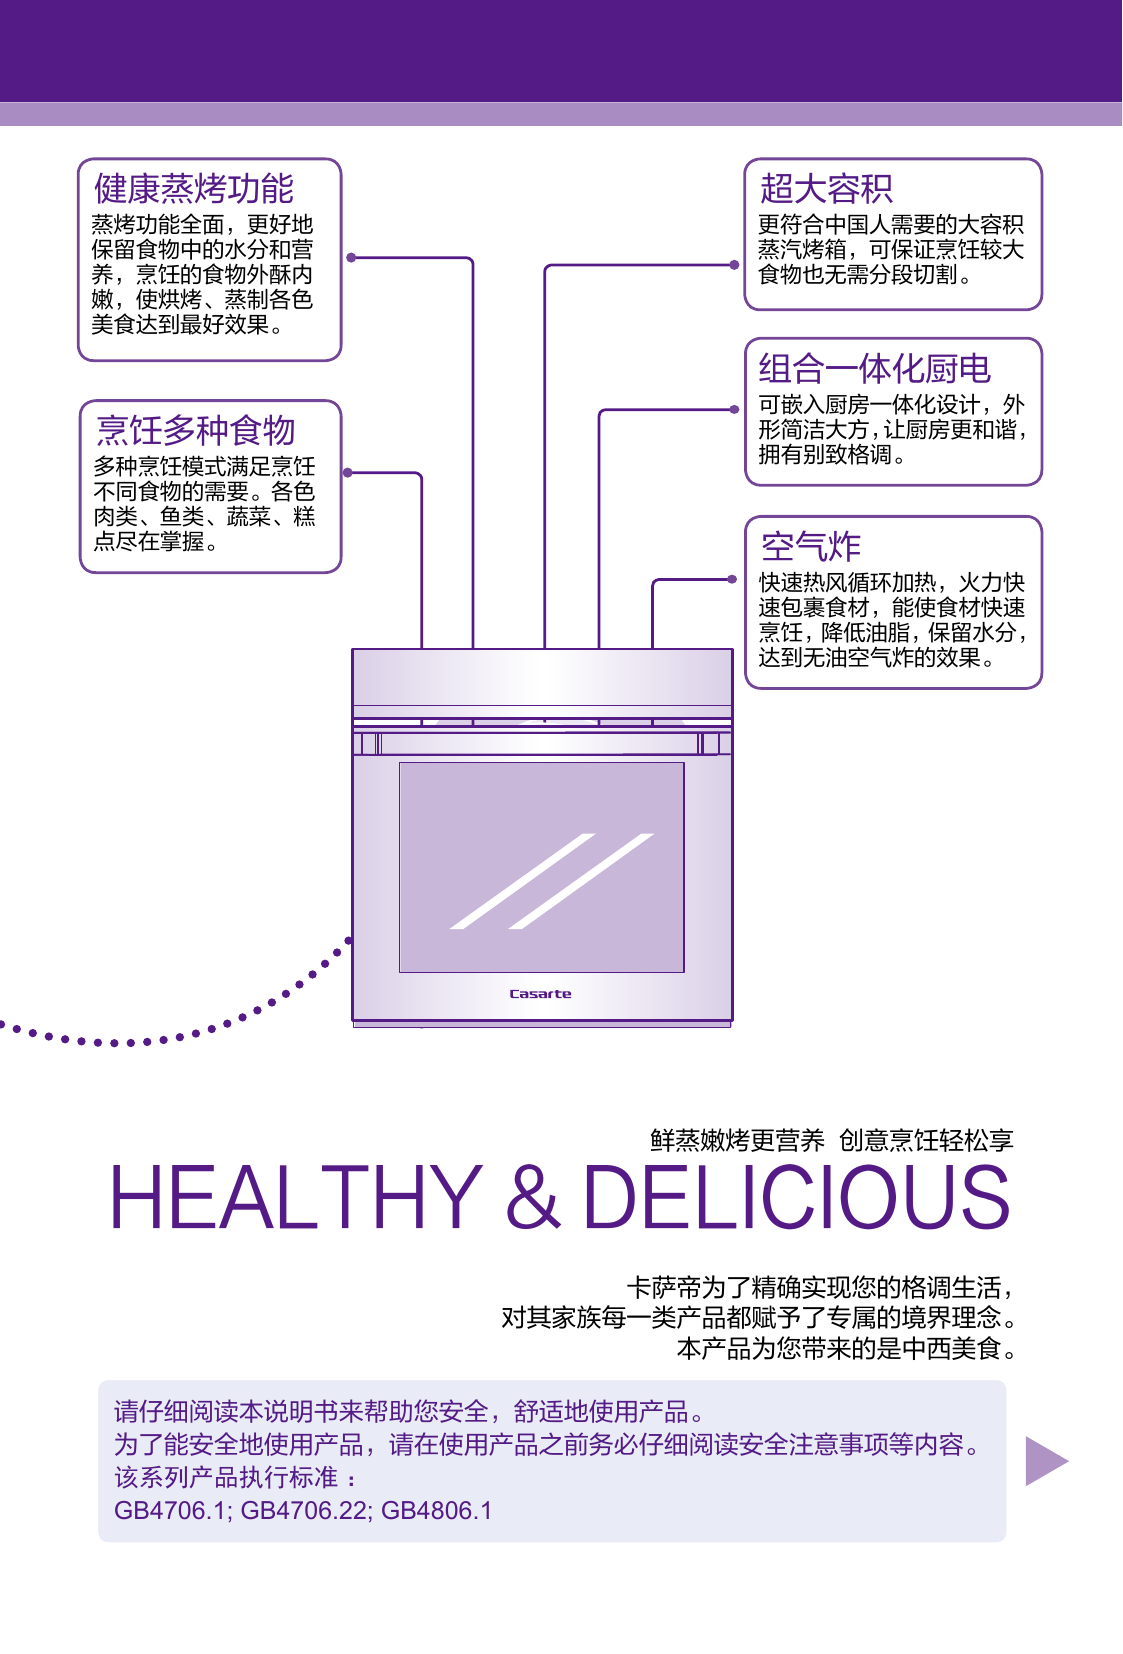 健康蒸烤功能
蒸烤功能全面，更好地
保留食物中的水分和营
养，烹饪的食物外酥内
嫩，使烘烤、蒸制各色
美食达到最好效果。
烹饪多种食物
多种烹饪模式满足烹饪
不同食物的需要。各色
肉类、鱼类、蔬菜、糕
点尽在掌握。
超大容积
更符合中国人需要的大容积
蒸汽烤箱，可保证烹饪较大
食物也无需分段切割。
组合一体化厨电
可嵌入厨房一体化设计，外
形简洁大方，让厨房更和谐，
拥有别致格调。
空气炸
快速热风循环加热，火力快
速包裹食材，能使食材快速
烹饪，降低油脂，保留水分，
达到无油空气炸的效果。
Casarte
鲜蒸嫩烤更营养 创意烹饪轻松享
HEALTHY & DELICIOUS
卡萨帝为了精确实现您的格调生活，
对其家族每一类产品都赋予了专属的境界理念。
本产品为您带来的是中西美食。
请仔细阅读本说明书来帮助您安全，舒适地使用产品。
为了能安全地使用产品，请在使用产品之前务必仔细阅读安全注意事项等内容。
该系列产品执行标准：
GB4706.1; GB4706.22; GB4806.1